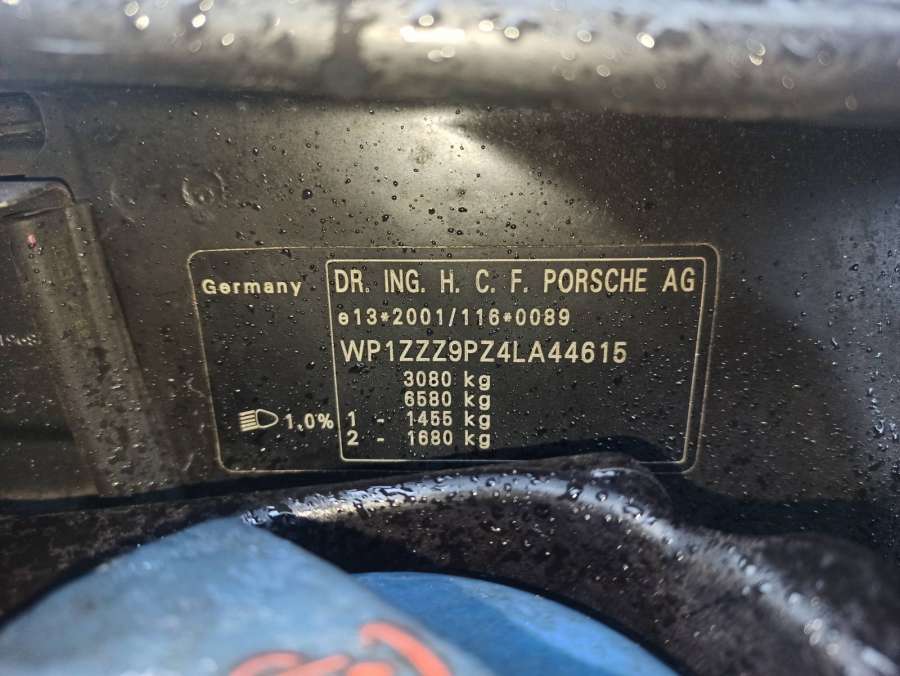 Germany
DR. ING. H. C. F. PORSCHE AG
e13*2001/116*0089
WP1ZZZ9PZ4LA44615
3080 kg
6580 kg
1 - 1455 kg
2 - 1680 kg
1,0%